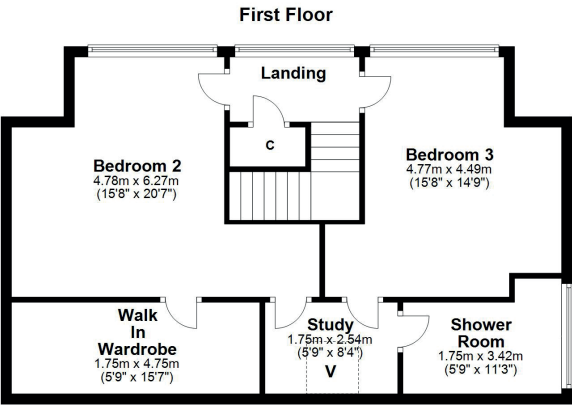 First Floor
Landing
C
Bedroom 2
4.78m x 6.27m
(15'8" x 20'7")
Bedroom 3
4.77m x 4.49m
(15'8" x 14'9")
Walk
In
Wardrobe
1.75m x 4.75m
(5'9" x 15'7")
Study
1.75m x 2.54m
(5'9" x 8'4")
V
Shower
Room
1.75m x 3.42m
(5'9" x 11'3")